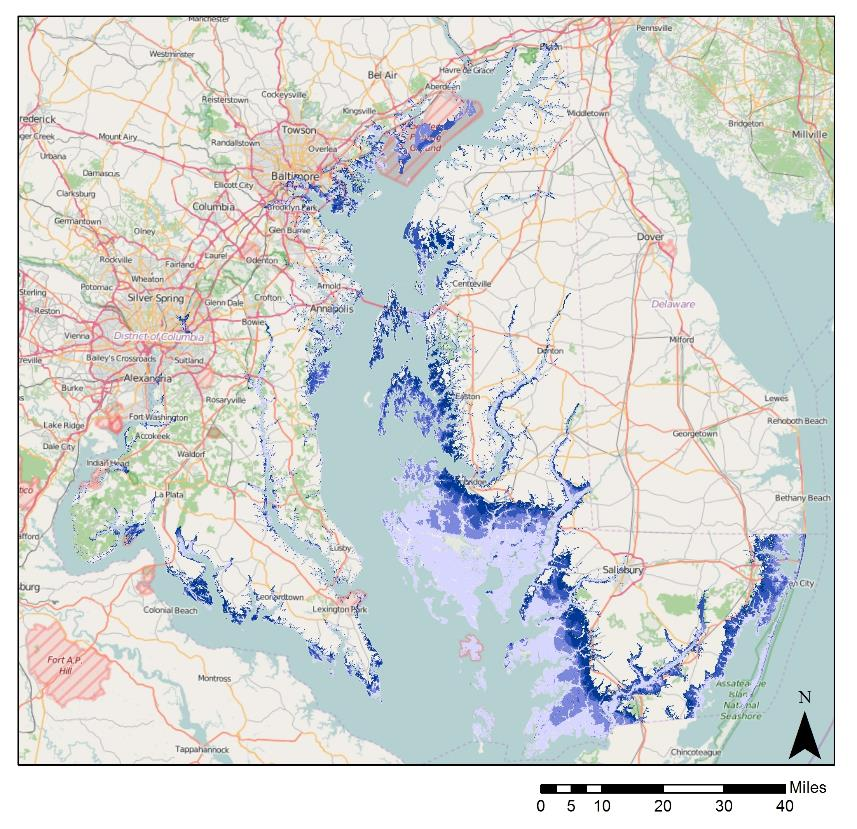 Manchester
Pennsville
Westminster
Bel Air
Havre de Grace
Aberdeen
Cockeysville
Reisterstown
Kingsville
Middletown
Bridgeton
Millville
Towson
Mount Airy
Randallstown
Overlea
Urbana
Damascus
Ellicott City
Baltimore
Clarksburg
Columbia
Brooklyn Park
Germantown
Olney
Glen Burnie
Dover
Rockville
Laurel
Fairland
Odenton
Wheaton
Potomac
Arnold
Centreville
Sterling
Silver Spring
Glenn Dale
Crofton
Delaware
Reston
Annapolis
Bowie
Vienna
District of Columbia
Milford
Bailey's Crossroads
Suitland
Denton
Alexandria
Burke
Rosaryville
Easton
Lewes
Fort Washington
Rehoboth Beach
Lake Ridge
Accokeek
Georgetown
Dale City
Waldorf
Indian Head
La Plata
Bethany Beach
Lusby
Salisbury
Leonardtown
Colonial Beach
Lexington Park
Fort A.P.
Hill
Montross
Assateague
Island
National
Seashore
N
Tappahannock
Chincoteague
Miles
0 5 10 20 30 40